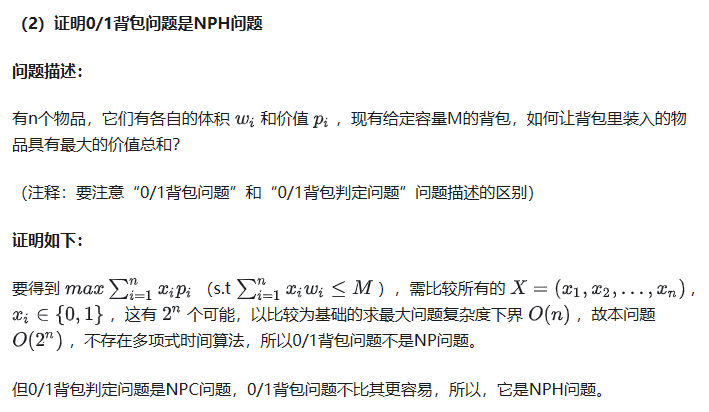 （2）证明0/1背包问题是NPH问题
问题描述：
有n个物品，它们有各自的体积 w_i 和价值 p_i ，现有给定容量M的背包，如何让背包里装入的物
品具有最大的价值总和？
（注释：要注意“0/1背包问题”和“0/1背包判定问题”问题描述的区别）
证明如下：
要得到 max ∑_{i=1}^{n} x_i p_i （s.t ∑_{i=1}^{n} x_i w_i ≤ M ），需比较所有的 X = (x_1, x_2, . . . , x_n) ，
x_i ∈ {0, 1} ，这有 2^n 个可能，以比较为基础的求最大问题复杂度下界 O(n) ，故本问题
O(2^n) ，不存在多项式时间算法，所以0/1背包问题不是NP问题。
但0/1背包判定问题是NPC问题，0/1背包问题不比其更容易，所以，它是NPH问题。